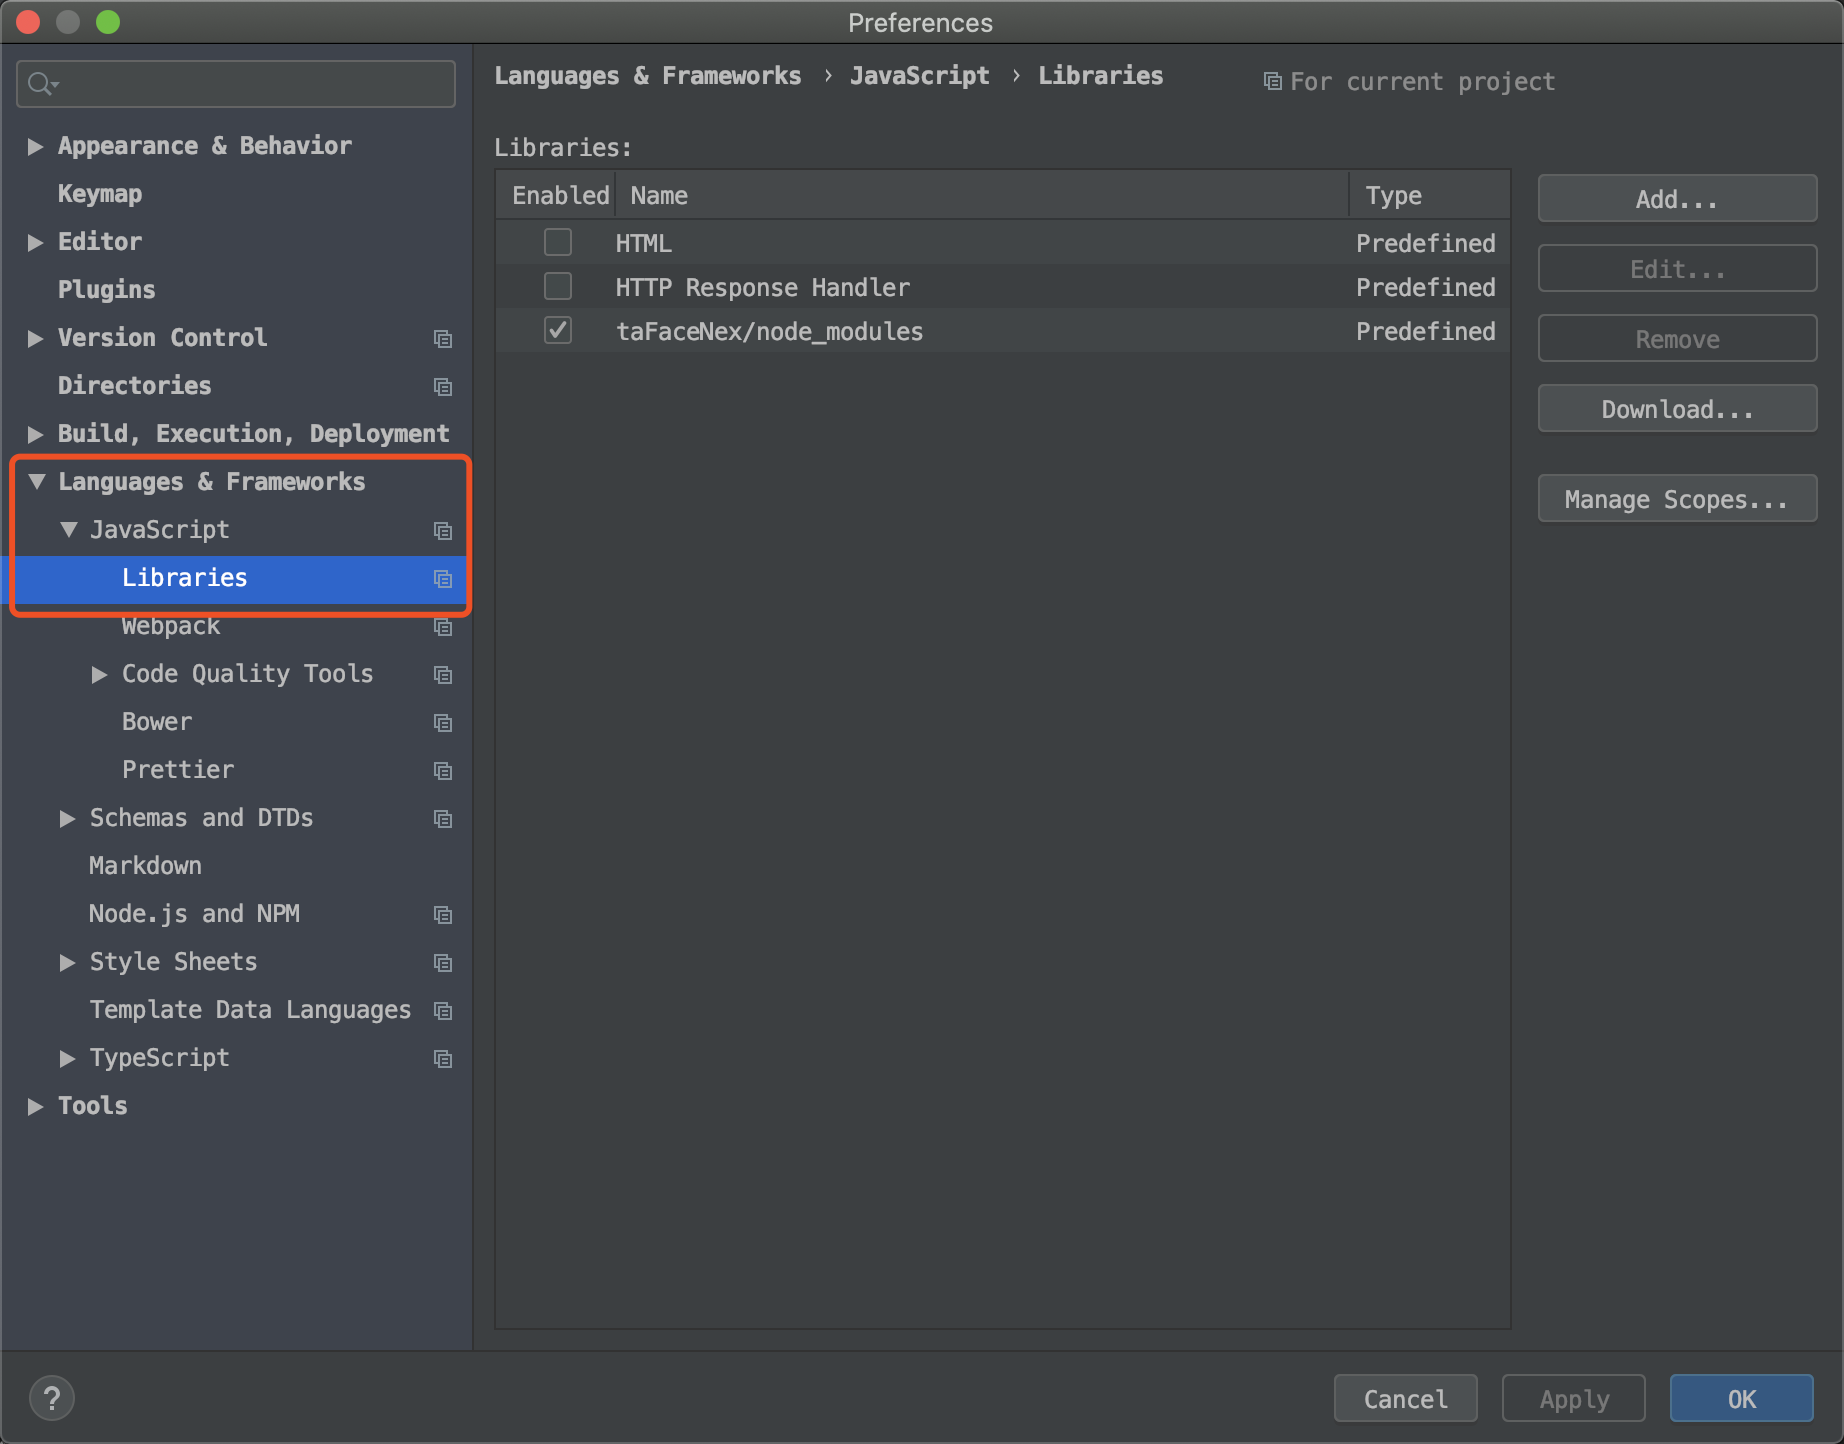 Preferences
Appearance & Behavior
Keymap
Editor
Plugins
Version Control
Directories
Build, Execution, Deployment
Languages & Frameworks
JavaScript
Libraries
Webpack
Code Quality Tools
Bower
Prettier
Schemas and DTDs
Markdown
Node.js and NPM
Style Sheets
Template Data Languages
TypeScript
Tools
Languages & Frameworks › JavaScript › Libraries
For current project
Libraries:
Enabled Name Type
HTML Predefined
HTTP Response Handler Predefined
taFaceNex/node_modules Predefined
Add...
Edit...
Remove
Download...
Manage Scopes...
?
Cancel
Apply
OK